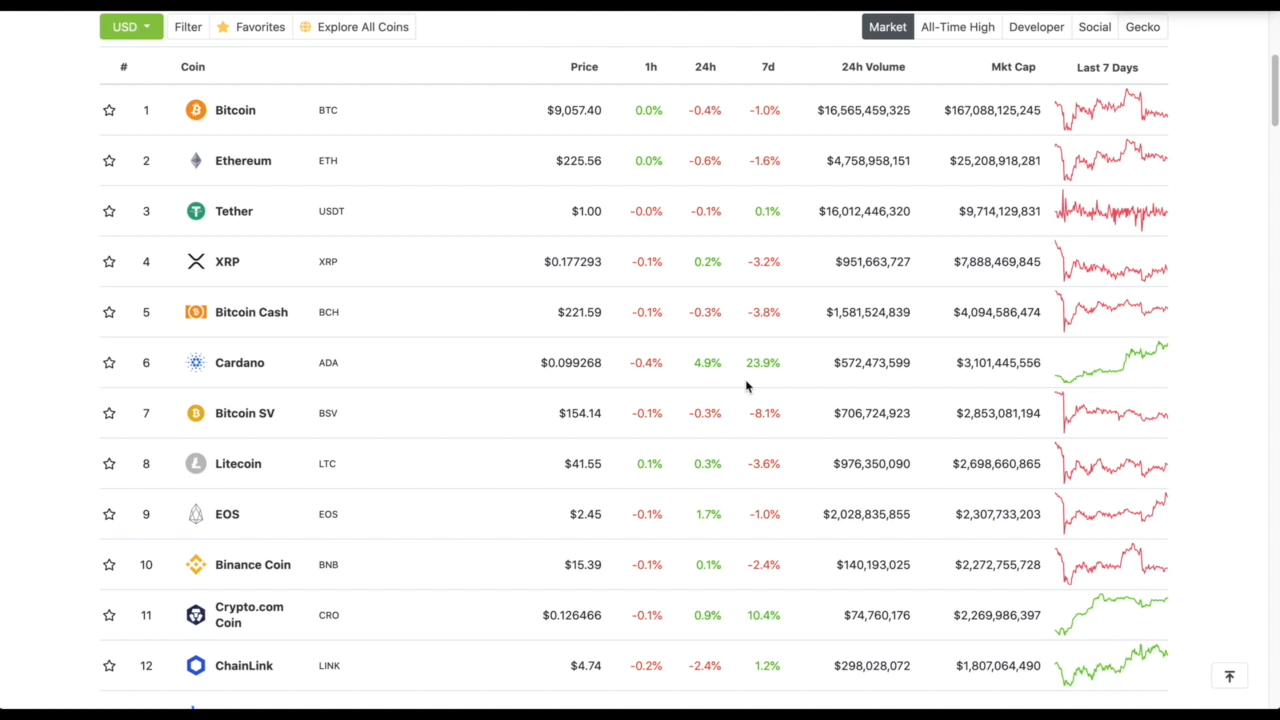 USD Filter Favorites Explore All Coins Market All-Time High Developer Social Gecko
# Coin Price 1h 24h 7d 24h Volume Mkt Cap Last 7 Days
1 Bitcoin BTC $9,057.40 0.0% -0.4% -1.0% $16,565,459,325 $167,088,125,245
2 Ethereum ETH $225.56 0.0% -0.6% -1.6% $4,758,958,151 $25,208,918,281
3 Tether USDT $1.00 -0.0% -0.1% 0.1% $16,012,446,320 $9,714,129,831
4 XRP XRP $0.177293 -0.1% 0.2% -3.2% $951,663,727 $7,888,469,845
5 Bitcoin Cash BCH $221.59 -0.1% -0.3% -3.8% $1,581,524,839 $4,094,586,474
6 Cardano ADA $0.099268 -0.4% 4.9% 23.9% $572,473,599 $3,101,445,556
7 Bitcoin SV BSV $154.14 -0.1% -0.3% -8.1% $706,724,923 $2,853,081,194
8 Litecoin LTC $41.55 0.1% 0.3% -3.6% $976,350,090 $2,698,660,865
9 EOS EOS $2.45 -0.1% 1.7% -1.0% $2,028,835,855 $2,307,733,203
10 Binance Coin BNB $15.39 -0.1% 0.1% -2.4% $140,193,025 $2,272,755,728
11 Crypto.com Coin CRO $0.126466 -0.1% 0.9% 10.4% $74,760,176 $2,269,986,397
12 ChainLink LINK $4.74 -0.2% -2.4% 1.2% $298,028,072 $1,807,064,490